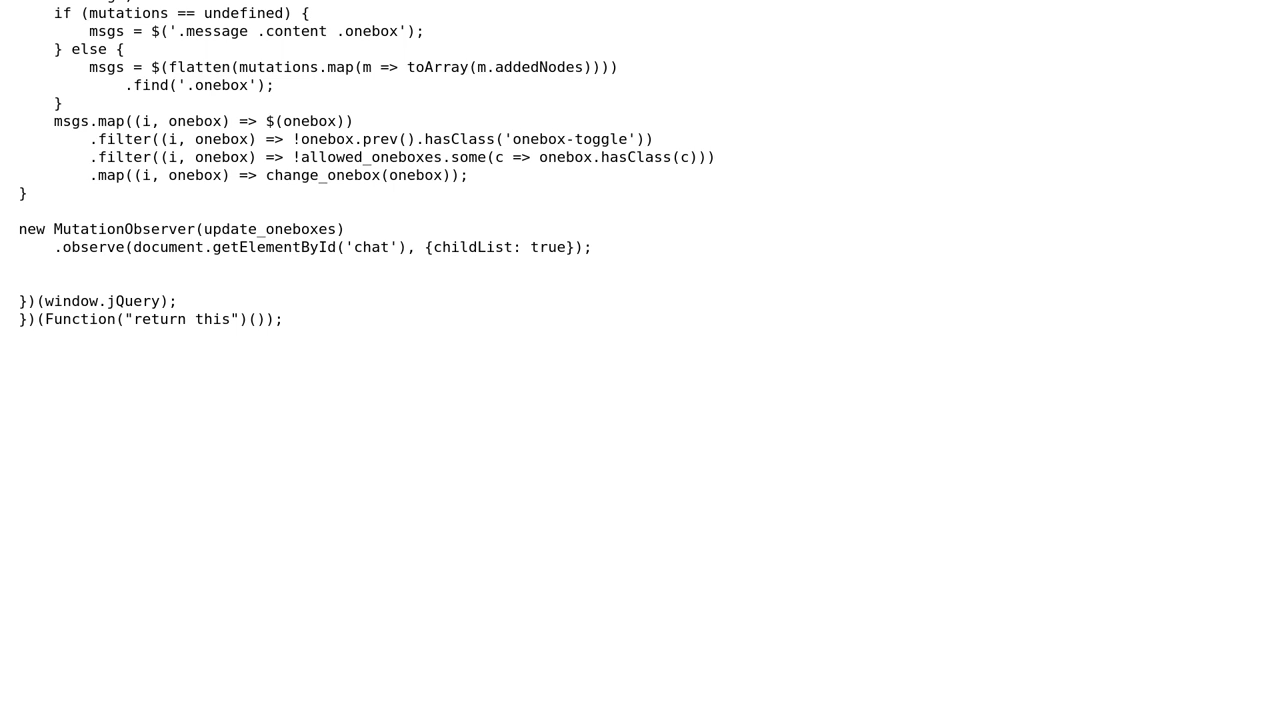 if (mutations == undefined) {
        msgs = $('.message .content .onebox');
    } else {
        msgs = $(flatten(mutations.map(m => toArray(m.addedNodes))))
            .find('.onebox');
    }
    msgs.map((i, onebox) => $(onebox))
        .filter((i, onebox) => !onebox.prev().hasClass('onebox-toggle'))
        .filter((i, onebox) => !allowed_oneboxes.some(c => onebox.hasClass(c)))
        .map((i, onebox) => change_onebox(onebox));
}

new MutationObserver(update_oneboxes)
    .observe(document.getElementById('chat'), {childList: true});


})(window.jQuery);
})(Function("return this")());